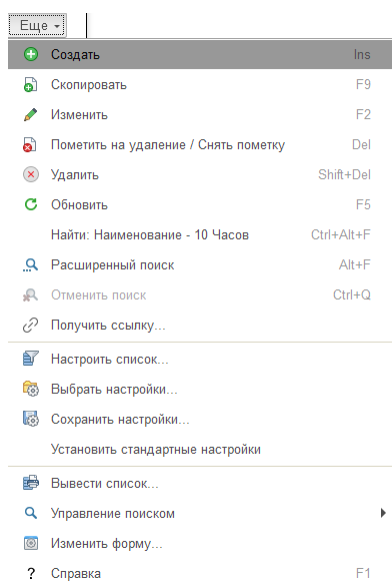 Еще
Создать Ins
Скопировать F9
Изменить F2
Пометить на удаление / Снять пометку Del
Удалить Shift+Del
Обновить F5
Найти: Наименование - 10 Часов Ctrl+Alt+F
Расширенный поиск Alt+F
Отменить поиск Ctrl+Q
Получить ссылку...
Настроить список...
Выбрать настройки...
Сохранить настройки...
Установить стандартные настройки
Вывести список...
Управление поиском
Изменить форму...
Справка F1